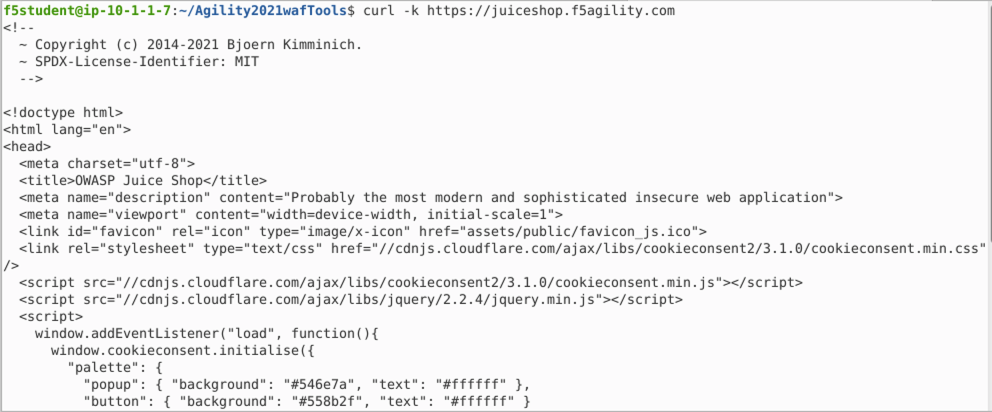 f5student@ip-10-1-1-7:~/Agility2021wafTools$ curl -k https://juiceshop.f5agility.com
<!--
  ~ Copyright (c) 2014-2021 Bjoern Kimminich.
  ~ SPDX-License-Identifier: MIT
  -->

<!doctype html>
<html lang="en">
<head>
  <meta charset="utf-8">
  <title>OWASP Juice Shop</title>
  <meta name="description" content="Probably the most modern and sophisticated insecure web application">
  <meta name="viewport" content="width=device-width, initial-scale=1">
  <link id="favicon" rel="icon" type="image/x-icon" href="assets/public/favicon_js.ico">
  <link rel="stylesheet" type="text/css" href="//cdnjs.cloudflare.com/ajax/libs/cookieconsent2/3.1.0/cookieconsent.min.css"
/>
  <script src="//cdnjs.cloudflare.com/ajax/libs/cookieconsent2/3.1.0/cookieconsent.min.js"></script>
  <script src="//cdnjs.cloudflare.com/ajax/libs/jquery/2.2.4/jquery.min.js"></script>
  <script>
    window.addEventListener("load", function(){
      window.cookieconsent.initialise({
        "palette": {
          "popup": { "background": "#546e7a", "text": "#ffffff" },
          "button": { "background": "#558b2f", "text": "#ffffff" }